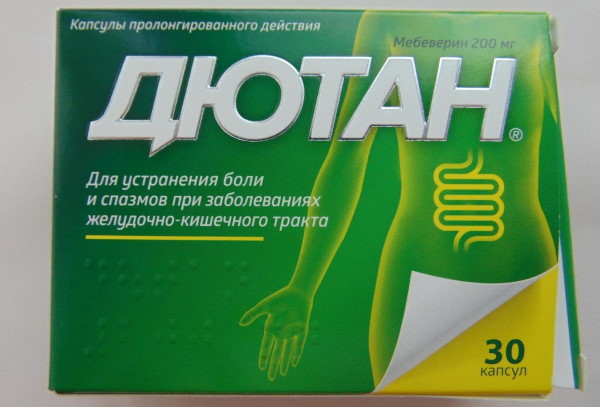 Капсулы пролонгированного действия
Мебеверин 200 мг
ДЮТАН®
Для устранения боли
и спазмов при заболеваниях
желудочно-кишечного тракта
30
капсул